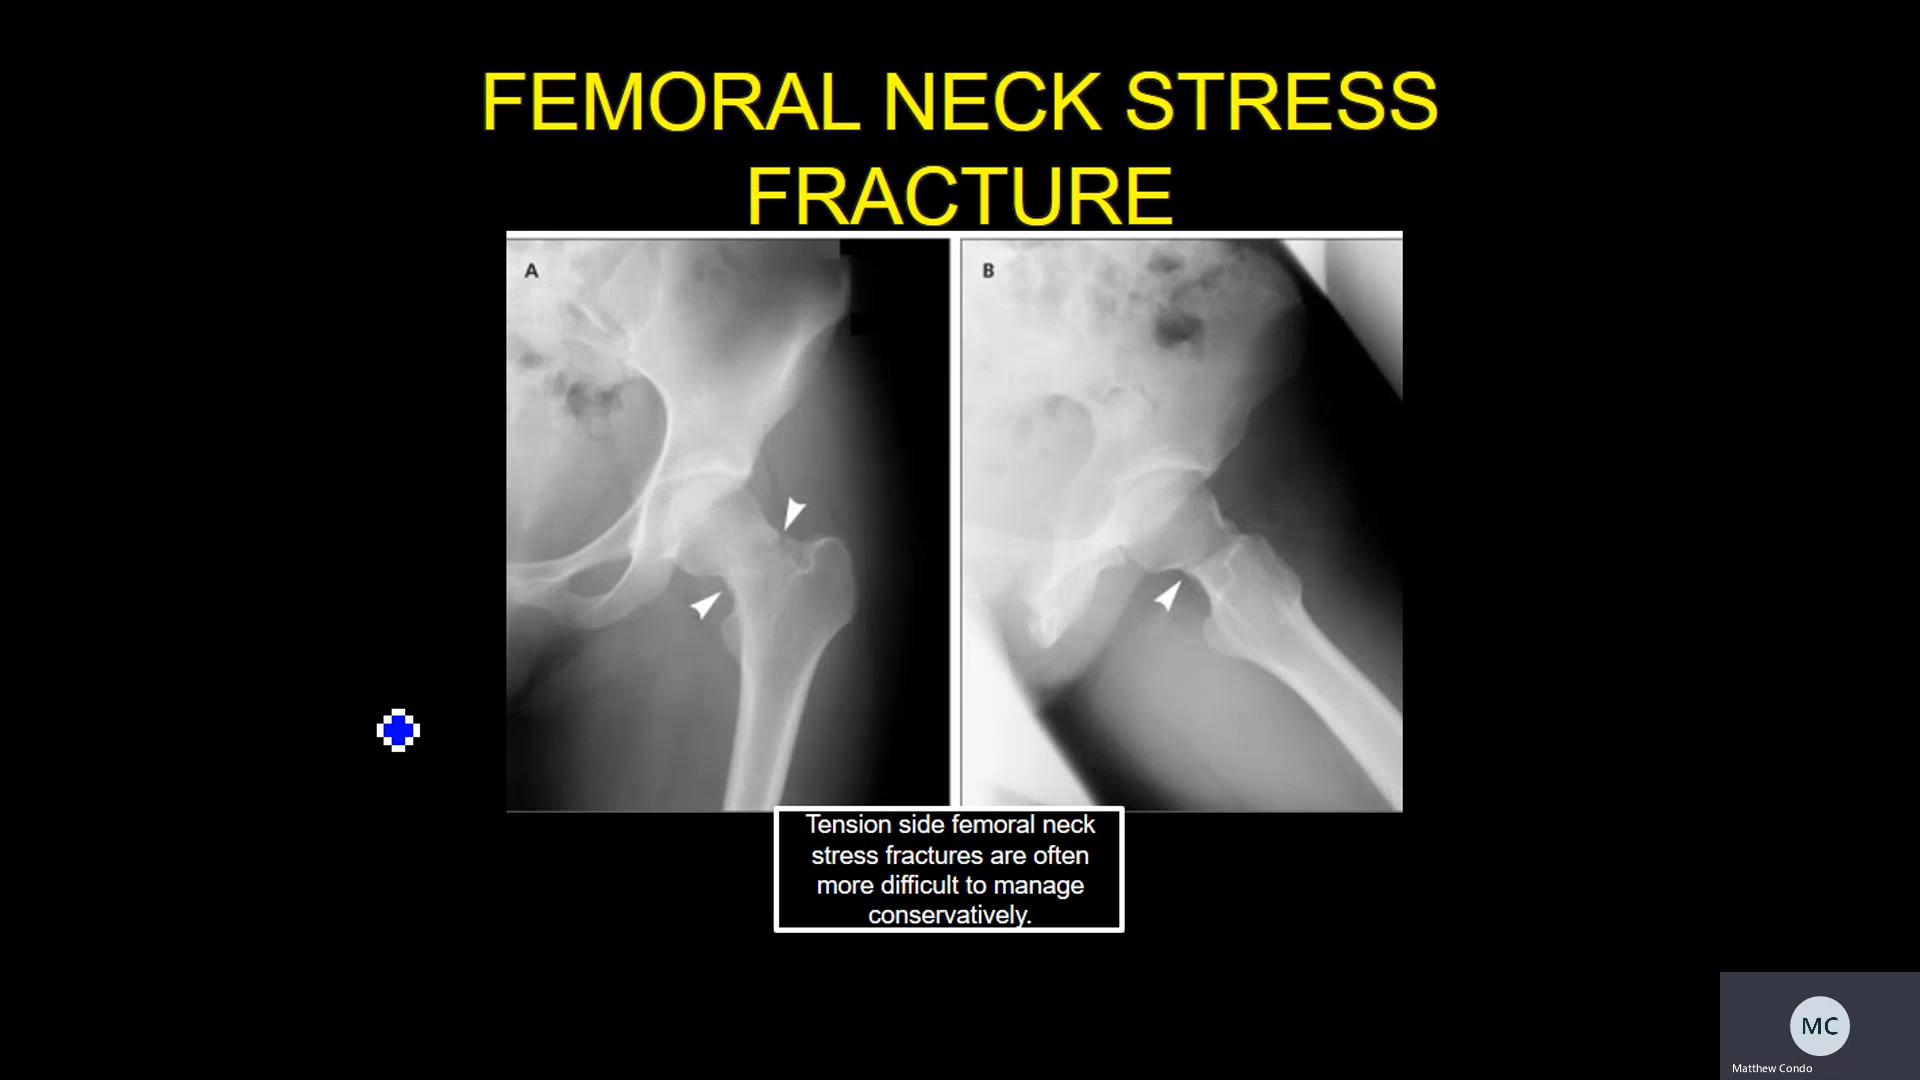 FEMORAL NECK STRESS
FRACTURE
A
B
Tension side femoral neck
stress fractures are often
more difficult to manage
conservatively.
MC
Matthew Condo